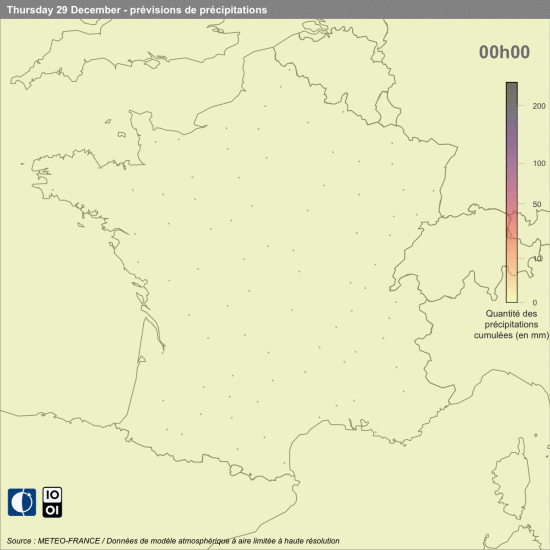 Thursday 29 December - prévisions de précipitations
00h00
200
100
50
10
0
Quantité des
précipitations
cumulées (en mm)
IO
OI
Source : METEO-FRANCE / Données de modèle atmosphérique à aire limitée à haute résolution